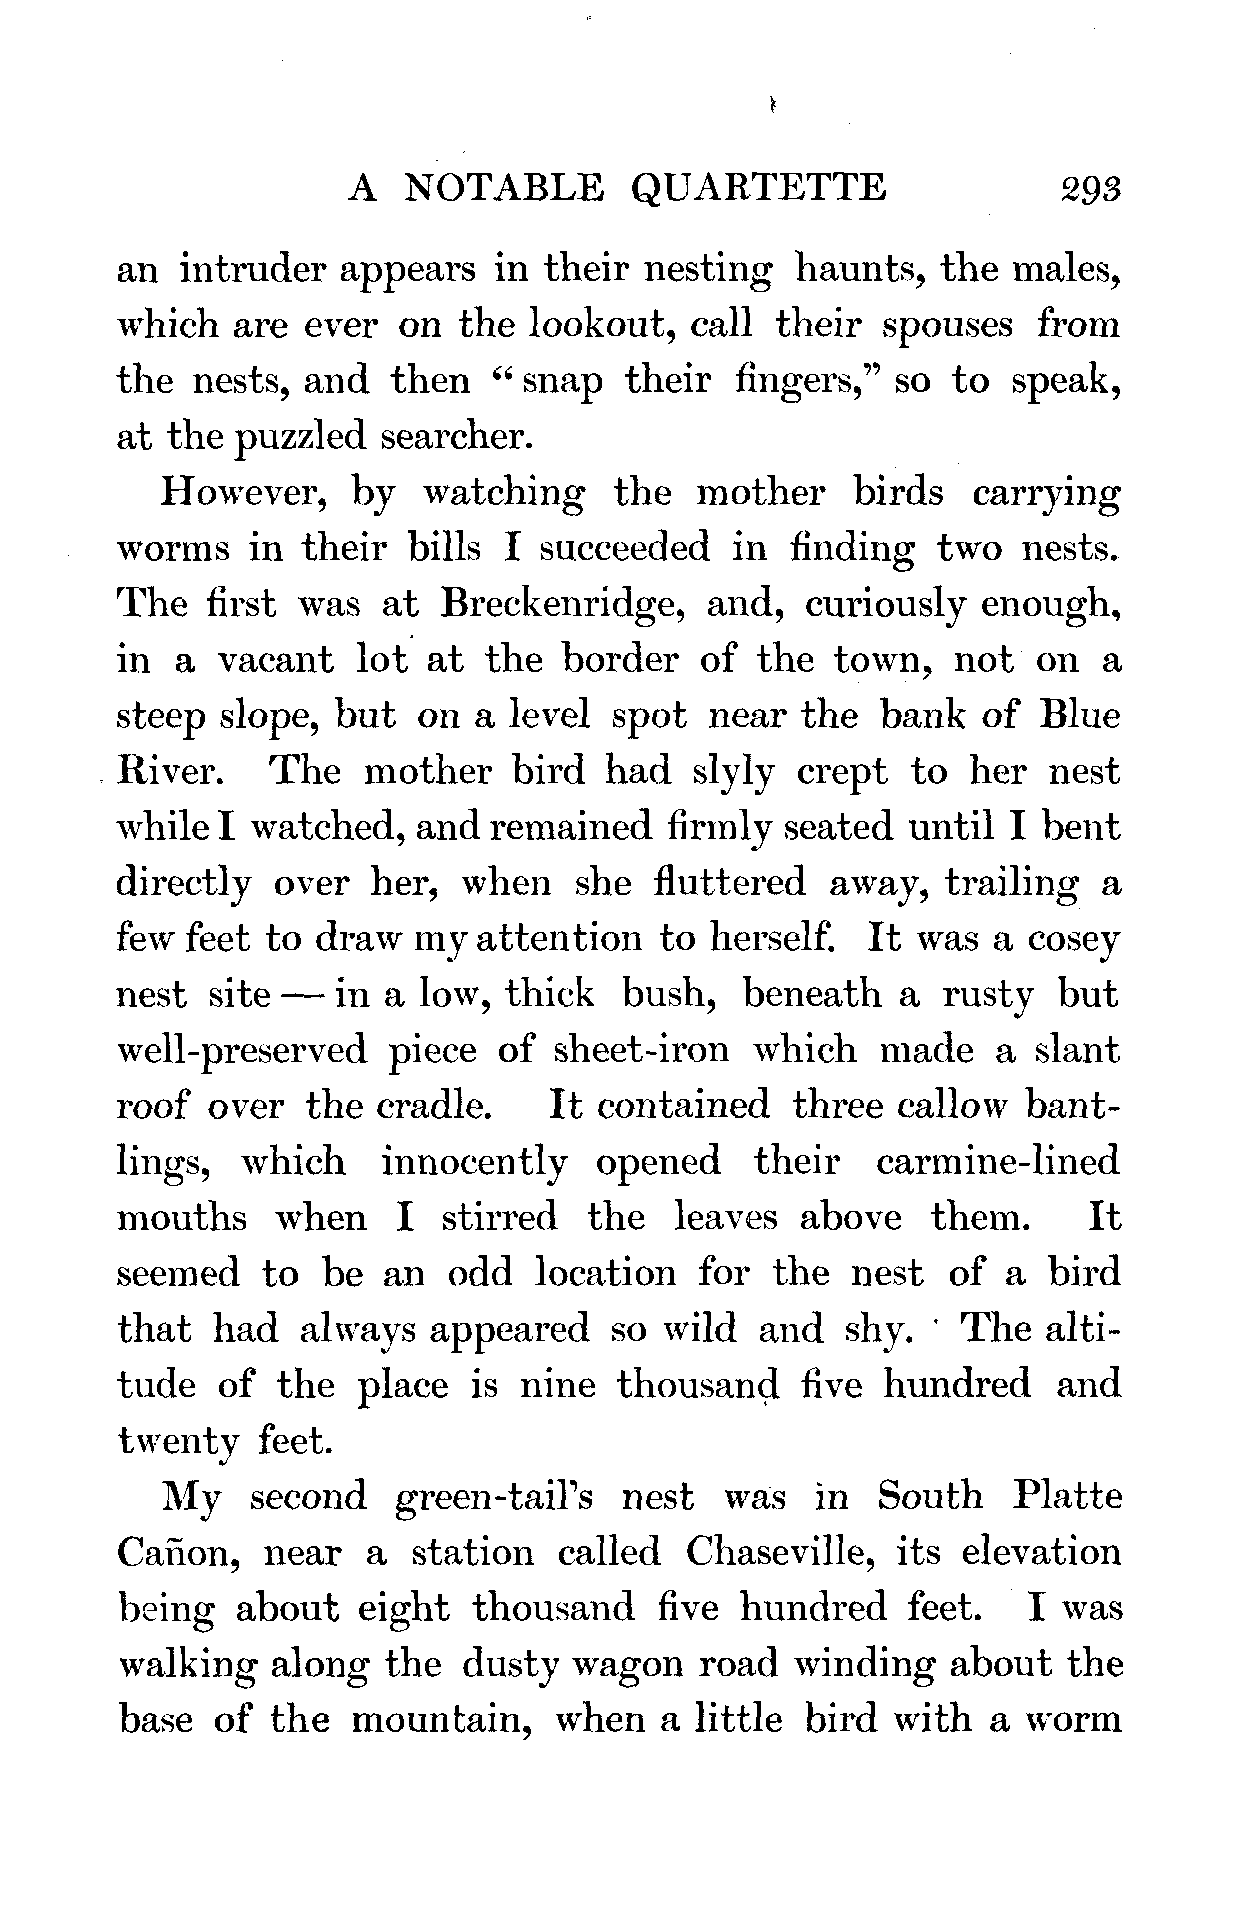 A NOTABLE QUARTETTE 293
an intruder appears in their nesting haunts, the males,
which are ever on the lookout, call their spouses from
the nests, and then “ snap their fingers,” so to speak,
at the puzzled searcher.
However, by watching the mother birds carrying
worms in their bills I succeeded in finding two nests.
The first was at Breckenridge, and, curiously enough,
in a vacant lot at the border of the town, not on a
steep slope, but on a level spot near the bank of Blue
River. The mother bird had slyly crept to her nest
while I watched, and remained firmly seated until I bent
directly over her, when she fluttered away, trailing a
few feet to draw my attention to herself. It was a cosey
nest site — in a low, thick bush, beneath a rusty but
well-preserved piece of sheet-iron which made a slant
roof over the cradle. It contained three callow bant-
lings, which innocently opened their carmine-lined
mouths when I stirred the leaves above them. It
seemed to be an odd location for the nest of a bird
that had always appeared so wild and shy. The alti-
tude of the place is nine thousand five hundred and
twenty feet.
My second green-tail’s nest was in South Platte
Cañon, near a station called Chaseville, its elevation
being about eight thousand five hundred feet. I was
walking along the dusty wagon road winding about the
base of the mountain, when a little bird with a worm